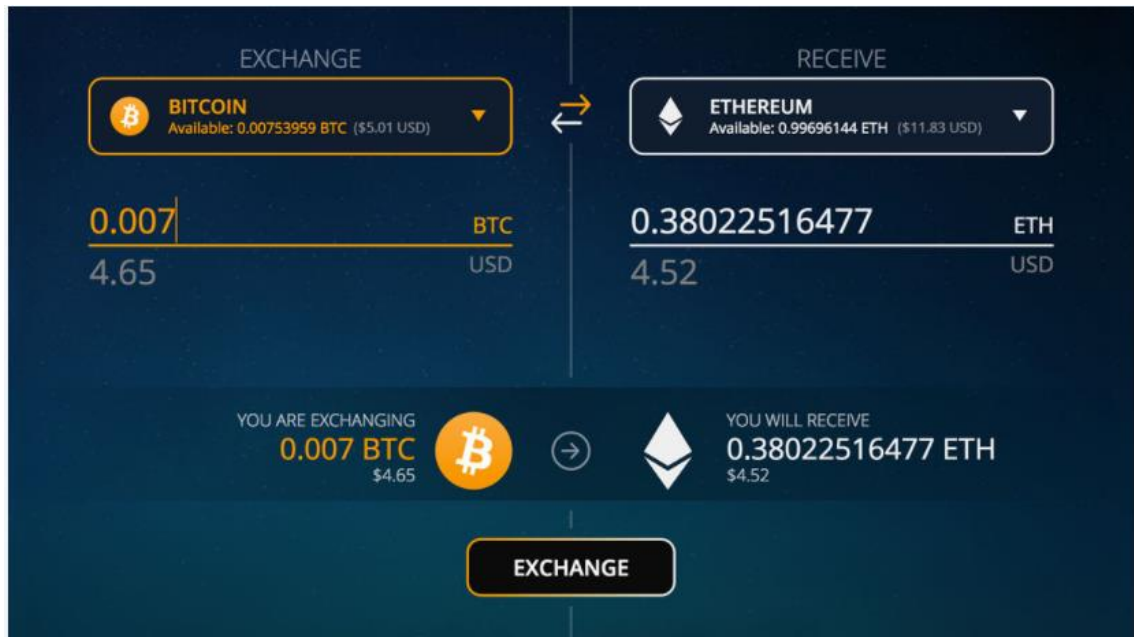 EXCHANGE
BITCOIN
Available: 0.00753959 BTC ($5.01 USD)
0.007 BTC
4.65 USD
RECEIVE
ETHEREUM
Available: 0.99696144 ETH ($11.83 USD)
0.38022516477 ETH
4.52 USD
YOU ARE EXCHANGING
0.007 BTC
$4.65
YOU WILL RECEIVE
0.38022516477 ETH
$4.52
EXCHANGE